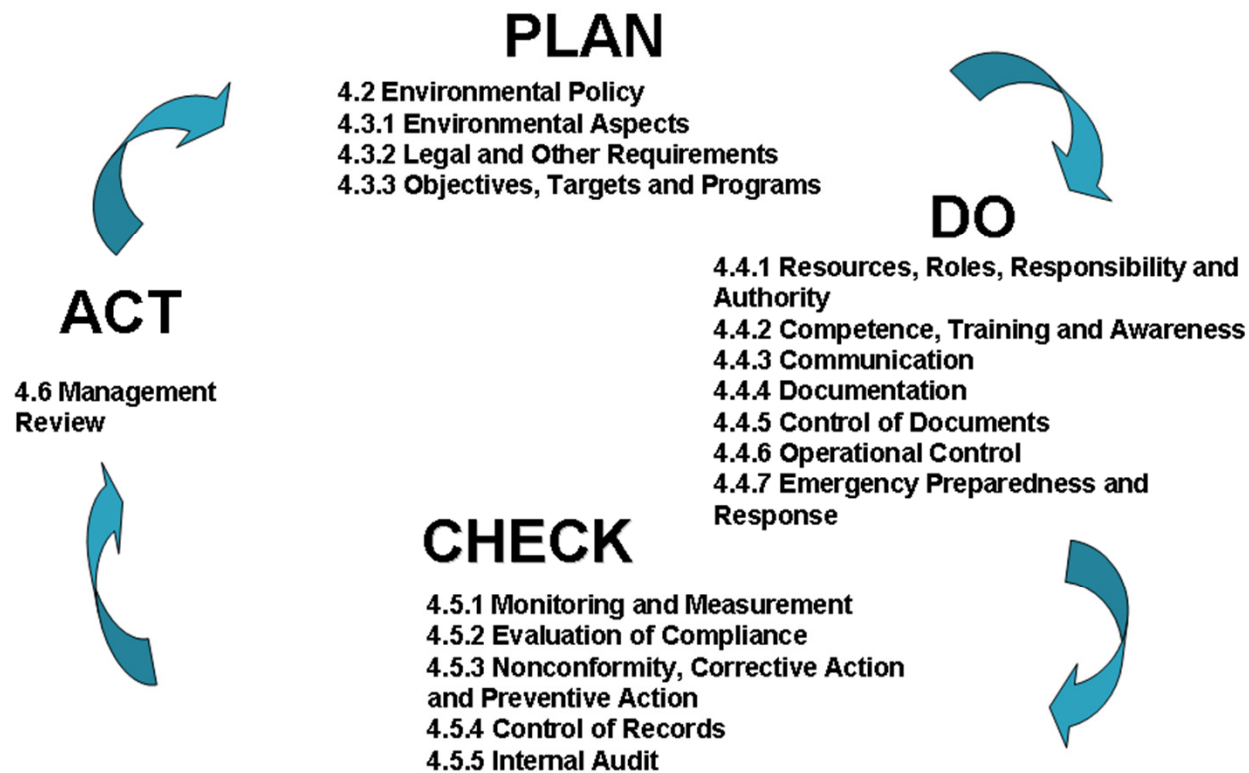 PLAN
4.2 Environmental Policy
4.3.1 Environmental Aspects
4.3.2 Legal and Other Requirements
4.3.3 Objectives, Targets and Programs
DO
4.4.1 Resources, Roles, Responsibility and
Authority
4.4.2 Competence, Training and Awareness
4.4.3 Communication
4.4.4 Documentation
4.4.5 Control of Documents
4.4.6 Operational Control
4.4.7 Emergency Preparedness and
Response
CHECK
4.5.1 Monitoring and Measurement
4.5.2 Evaluation of Compliance
4.5.3 Nonconformity, Corrective Action
and Preventive Action
4.5.4 Control of Records
4.5.5 Internal Audit
ACT
4.6 Management
Review